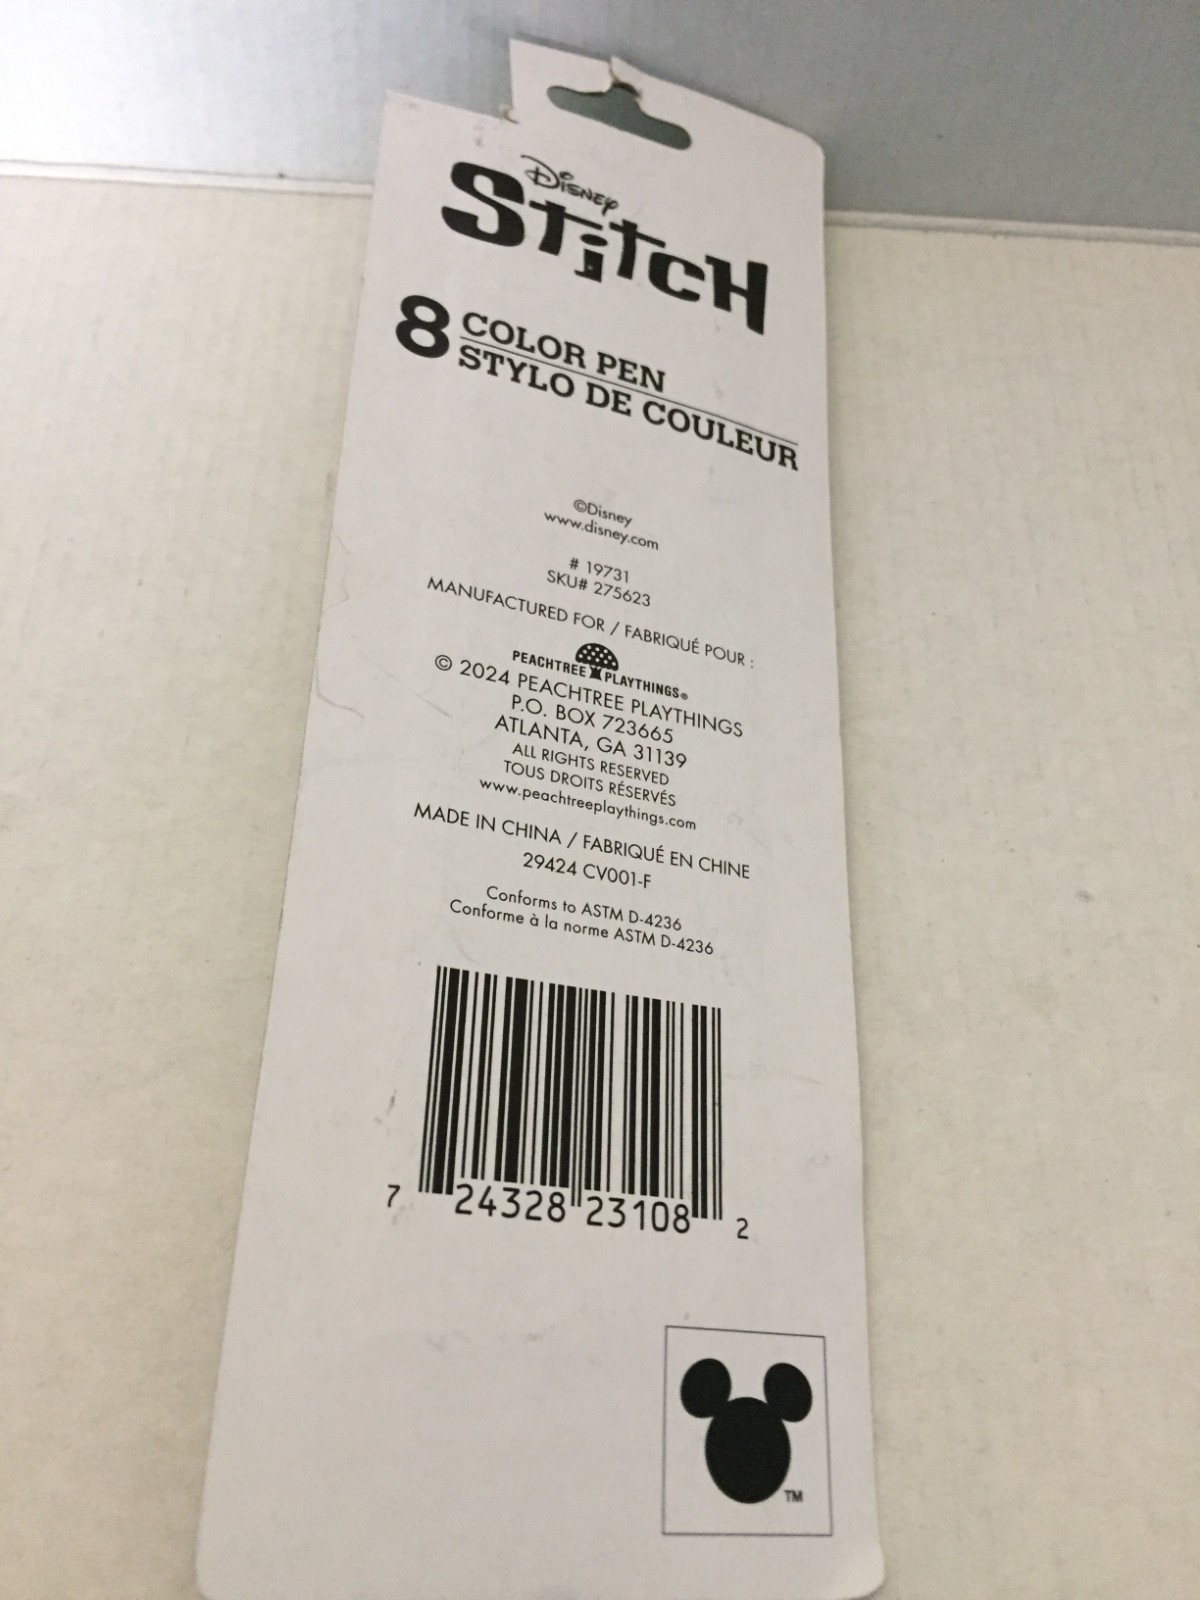 Disney
Stitch
8 COLOR PEN
STYLO DE COULEUR
©Disney
www.disney.com
# 19731
SKU# 275623
MANUFACTURED FOR / FABRIQUÉ POUR :
PEACHTREE PLAYTHINGS®
© 2024 PEACHTREE PLAYTHINGS
P.O. BOX 723665
ATLANTA, GA 31139
ALL RIGHTS RESERVED
TOUS DROITS RÉSERVÉS
www.peachtreeplaythings.com
MADE IN CHINA / FABRIQUÉ EN CHINE
29424 CV001-F
Conforms to ASTM D-4236
Conforme à la norme ASTM D-4236
7 24328 23108 2
TM